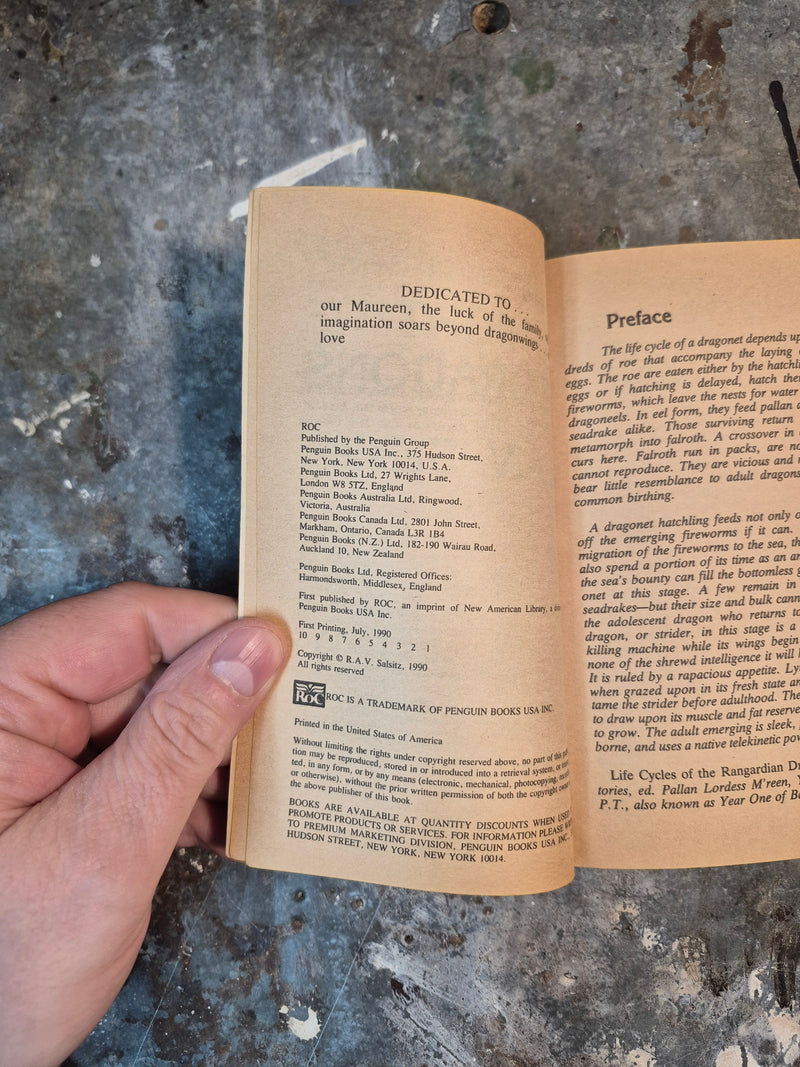 DEDICATED TO . . .
our Maureen, the luck of the family,
imagination soars beyond dragonwings . . .
love
ROC
Published by the Penguin Group
Penguin Books USA Inc., 375 Hudson Street,
New York, New York 10014, U.S.A.
Penguin Books Ltd, 27 Wrights Lane,
London W8 5TZ, England
Penguin Books Australia Ltd, Ringwood,
Victoria, Australia
Penguin Books Canada Ltd, 2801 John Street,
Markham, Ontario, Canada L3R 1B4
Penguin Books (N.Z.) Ltd, 182-190 Wairau Road,
Auckland 10, New Zealand
Penguin Books Ltd, Registered Offices:
Harmondsworth, Middlesex, England
First published by ROC, an imprint of New American Library, a
Penguin Books USA Inc.
First Printing, July, 1990
10 9 8 7 6 5 4 3 2 1
Copyright © R.A.V. Salsitz, 1990
All rights reserved
ROC ROC IS A TRADEMARK OF PENGUIN BOOKS USA INC.
Printed in the United States of America
Without limiting the rights under copyright reserved above, no part of this
tion may be reproduced, stored in or introduced into a retrieval system, or
ted, in any form, or by any means (electronic, mechanical, photocopying,
or otherwise), without the prior written permission of both the copyright
the above publisher of this book.
BOOKS ARE AVAILABLE AT QUANTITY DISCOUNTS WHEN USED
PROMOTE PRODUCTS OR SERVICES. FOR INFORMATION PLEASE
TO PREMIUM MARKETING DIVISION, PENGUIN BOOKS USA INC.
HUDSON STREET, NEW YORK, NEW YORK 10014.
Preface
The life cycle of a dragonet depends
dreds of roe that accompany the laying
eggs. The roe are eaten either by the
eggs or if hatching is delayed, hatch
fireworms, which leave the nests for water
dragoneels. In eel form, they feed pallan
seadrake alike. Those surviving return
metamorph into falroth. A crossover in
curs here. Falroth run in packs, are
cannot reproduce. They are vicious and
bear little resemblance to adult dragons
common birthing.
A dragonet hatchling feeds not only
off the emerging fireworms if it can.
migration of the fireworms to the sea,
also spend a portion of its time as an
the sea's bounty can fill the bottomless
onet at this stage. A few remain in
seadrakes—but their size and bulk
the adolescent dragon who returns
dragon, or strider, in this stage is a
killing machine while its wings
none of the shrewd intelligence it will
It is ruled by a rapacious appetite.
when grazed upon in its fresh state
tame the strider before adulthood.
to draw upon its muscle and fat
to grow. The adult emerging is sleek,
borne, and uses a native telekinetic
Life Cycles of the Rangardian
tories, ed. Pallan Lordess M'reen,
P.T., also known as Year One of